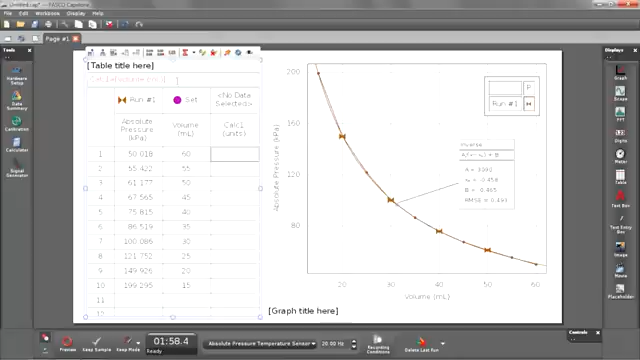 Untitled.cap* - PASCO Capstone
File Edit Workbook Display Journal Help
Page #1
Tools
Hardware Setup
Data Summary
Calibration
Calculator
Signal Generator
[Table title here]
Run #1
Set
<No Data Selected>
Absolute Pressure (kPa)
Volume (mL)
Calc1 (units)
1 50.018 60
2 55.422 55
3 61.177 50
4 67.565 45
5 75.815 40
6 86.519 35
7 100.086 30
8 121.752 25
9 149.926 20
10 199.295 15
11
12
Absolute Pressure (kPa)
200
160
120
80
20 30 40 50 60
Volume (mL)
P
Run #1
Inverse
B = 0.465
RMSE = 0.493
[Graph title here]
Displays
Graph
Scope
FFT
Digits
Meter
Table
Text Box
Text Entry Box
Image
Movie
Placeholder
Controls
Preview
Keep Sample
Keep Mode
01:58.4
Ready
Absolute Pressure Temperature Sensor
20.00 Hz
Recording Conditions
Delete Last Run